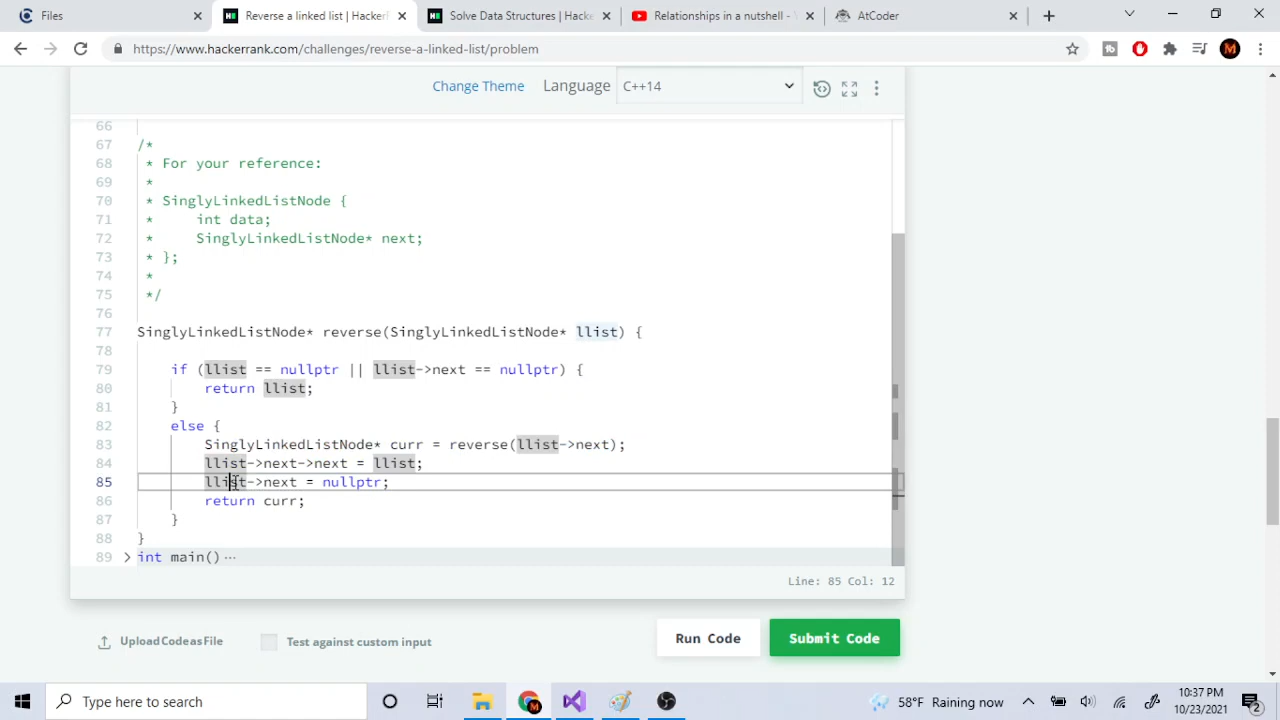 Files
Reverse a linked list | HackerR
Solve Data Structures | Hacke
Relationships in a nutshell - Y
AtCoder
https://www.hackerrank.com/challenges/reverse-a-linked-list/problem
Change Theme Language C++14
66
67 /*
68 * For your reference:
69 *
70 * SinglyLinkedListNode {
71 * int data;
72 * SinglyLinkedListNode* next;
73 * };
74 *
75 */
76
77 SinglyLinkedListNode* reverse(SinglyLinkedListNode* llist) {
78
79 if (llist == nullptr || llist->next == nullptr) {
80 return llist;
81 }
82 else {
83 SinglyLinkedListNode* curr = reverse(llist->next);
84 llist->next->next = llist;
85 llist->next = nullptr;
86 return curr;
87 }
88 }
89 int main() ...
Line: 85 Col: 12
Upload Code as File
Test against custom input
Run Code
Submit Code
Type here to search
58°F Raining now
10:37 PM
10/23/2021
2